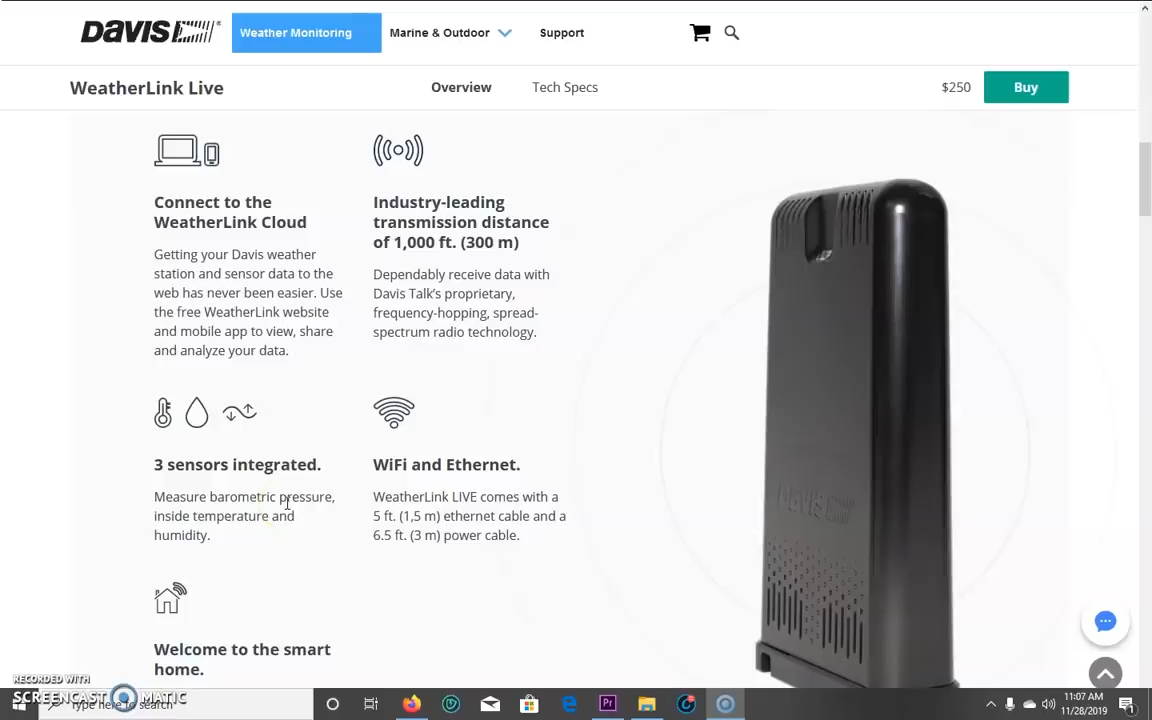 DAVIS
Weather Monitoring
Marine & Outdoor
Support
WeatherLink Live
Overview
Tech Specs
$250
Buy
Connect to the
WeatherLink Cloud
Getting your Davis weather
station and sensor data to the
web has never been easier. Use
the free WeatherLink website
and mobile app to view, share
and analyze your data.
Industry-leading
transmission distance
of 1,000 ft. (300 m)
Dependably receive data with
Davis Talk's proprietary,
frequency-hopping, spread-
spectrum radio technology.
3 sensors integrated.
Measure barometric pressure,
inside temperature and
humidity.
WiFi and Ethernet.
WeatherLink LIVE comes with a
5 ft. (1,5 m) ethernet cable and a
6.5 ft. (3 m) power cable.
Welcome to the smart
home.
DAVIS
RECORDED WITH
SCREENCAST MATIC
Type here to search
Pr
11:07 AM
11/28/2019
1